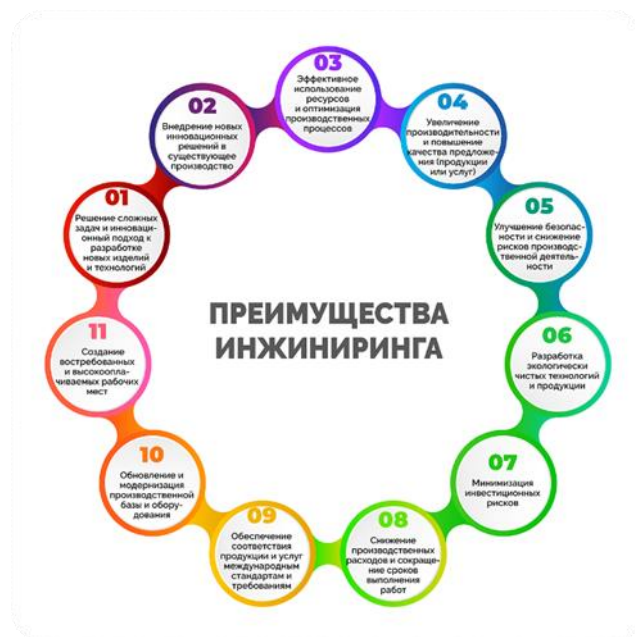 ПРЕИМУЩЕСТВА
ИНЖИНИРИНГА
01
Решение сложных
задач и инноваци-
онный подход к
разработке
новых изделий
и технологий
02
Внедрение новых
инновационных
решений в
существующее
производство
03
Эффективное
использование
ресурсов
и оптимизация
производственных
процессов
04
Увеличение
производительности
и повышение
качества предложе-
ния (продукции
или услуг)
05
Улучшение безопас-
ности и снижение
рисков производс-
твенной деятель-
ности
06
Разработка
экологически
чистых технологий
и продукции
07
Минимизация
инвестиционных
рисков
08
Снижение
производственных
расходов и сокраще-
ние сроков
выполнения
работ
09
Обеспечение
соответствия
продукции и услуг
международным
стандартам и
требованиям
10
Обновление и
модернизация
производственной
базы и обору-
дования
11
Создание
востребованных
и высокоопла-
чиваемых рабочих
мест